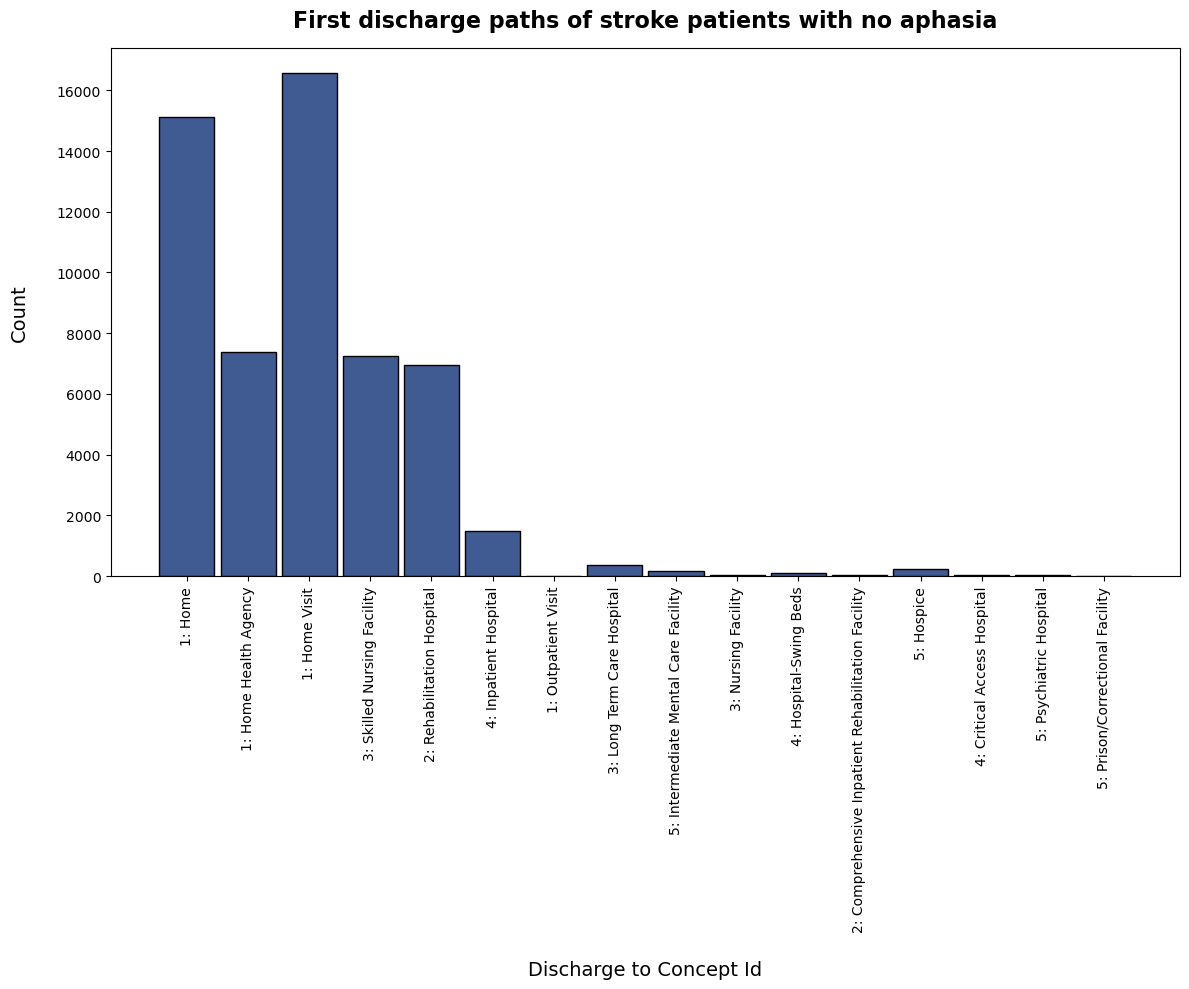 First discharge paths of stroke patients with no aphasia
Count
16000
14000
12000
10000
8000
6000
4000
2000
0
1: Home
1: Home Health Agency
1: Home Visit
3: Skilled Nursing Facility
2: Rehabilitation Hospital
4: Inpatient Hospital
1: Outpatient Visit
3: Long Term Care Hospital
5: Intermediate Mental Care Facility
3: Nursing Facility
4: Hospital-Swing Beds
2: Comprehensive Inpatient Rehabilitation Facility
5: Hospice
4: Critical Access Hospital
5: Psychiatric Hospital
5: Prison/Correctional Facility
Discharge to Concept Id